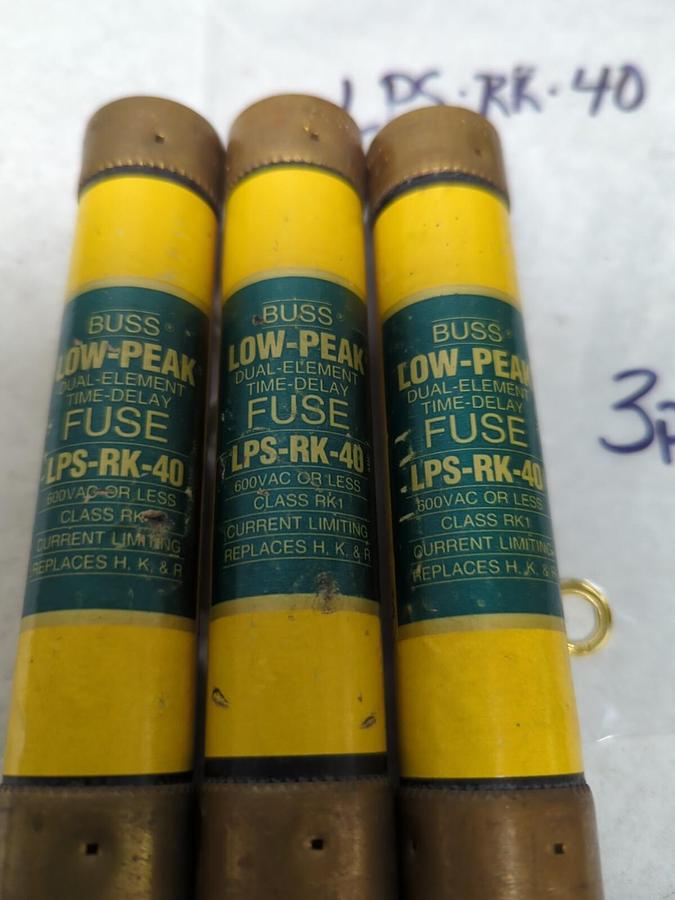 LPS-RK-40
BUSS®
LOW-PEAK
DUAL-ELEMENT
TIME-DELAY
FUSE
LPS-RK-40
600VAC OR LESS
CLASS RK1
CURRENT LIMITING
REPLACES H, K, & R
BUSS®
LOW-PEAK
DUAL-ELEMENT
TIME-DELAY
FUSE
LPS-RK-40
600VAC OR LESS
CLASS RK1
CURRENT LIMITING
REPLACES H, K, & R
BUSS®
LOW-PEAK
DUAL-ELEMENT
TIME-DELAY
FUSE
LPS-RK-40
600VAC OR LESS
CLASS RK1
CURRENT LIMITING
REPLACES H, K, & R
3